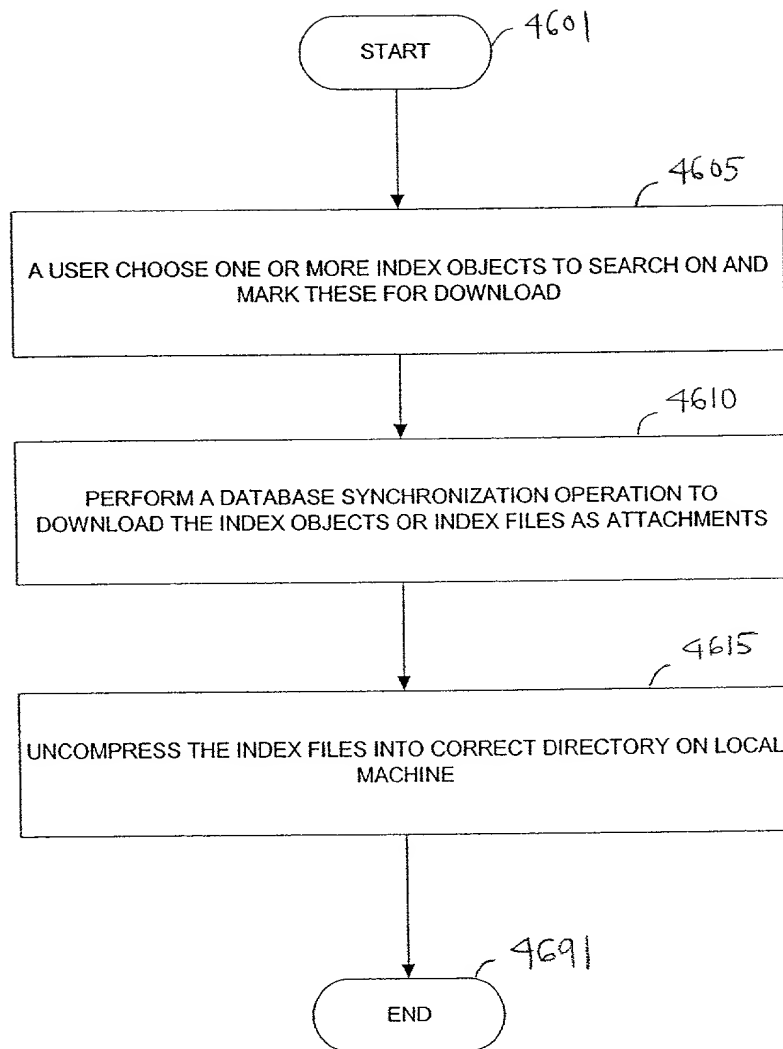 4601
START
4605
A USER CHOOSE ONE OR MORE INDEX OBJECTS TO SEARCH ON AND
MARK THESE FOR DOWNLOAD
4610
PERFORM A DATABASE SYNCHRONIZATION OPERATION TO
DOWNLOAD THE INDEX OBJECTS OR INDEX FILES AS ATTACHMENTS
4615
UNCOMPRESS THE INDEX FILES INTO CORRECT DIRECTORY ON LOCAL
MACHINE
4691
END